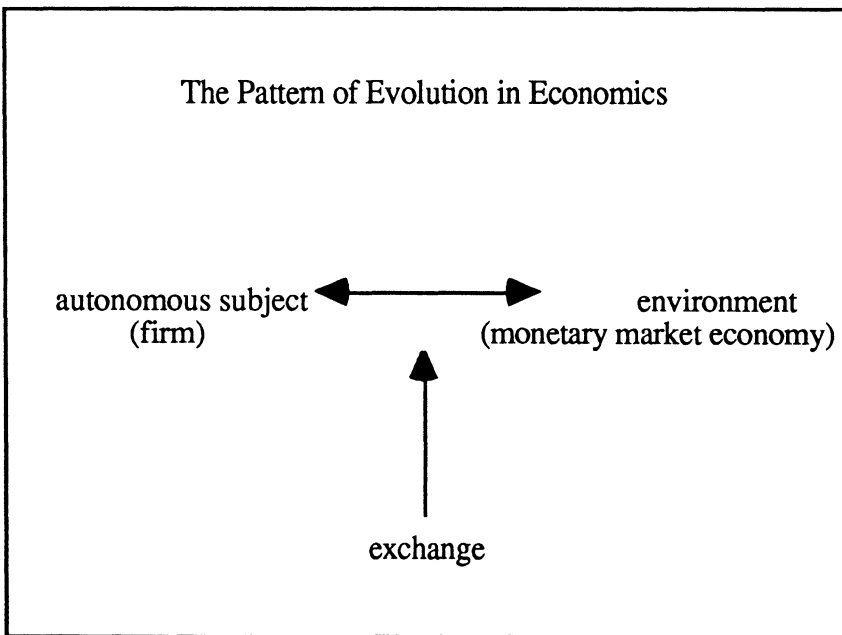 The Pattern of Evolution in Economics
autonomous subject
(firm)
environment
(monetary market economy)
exchange